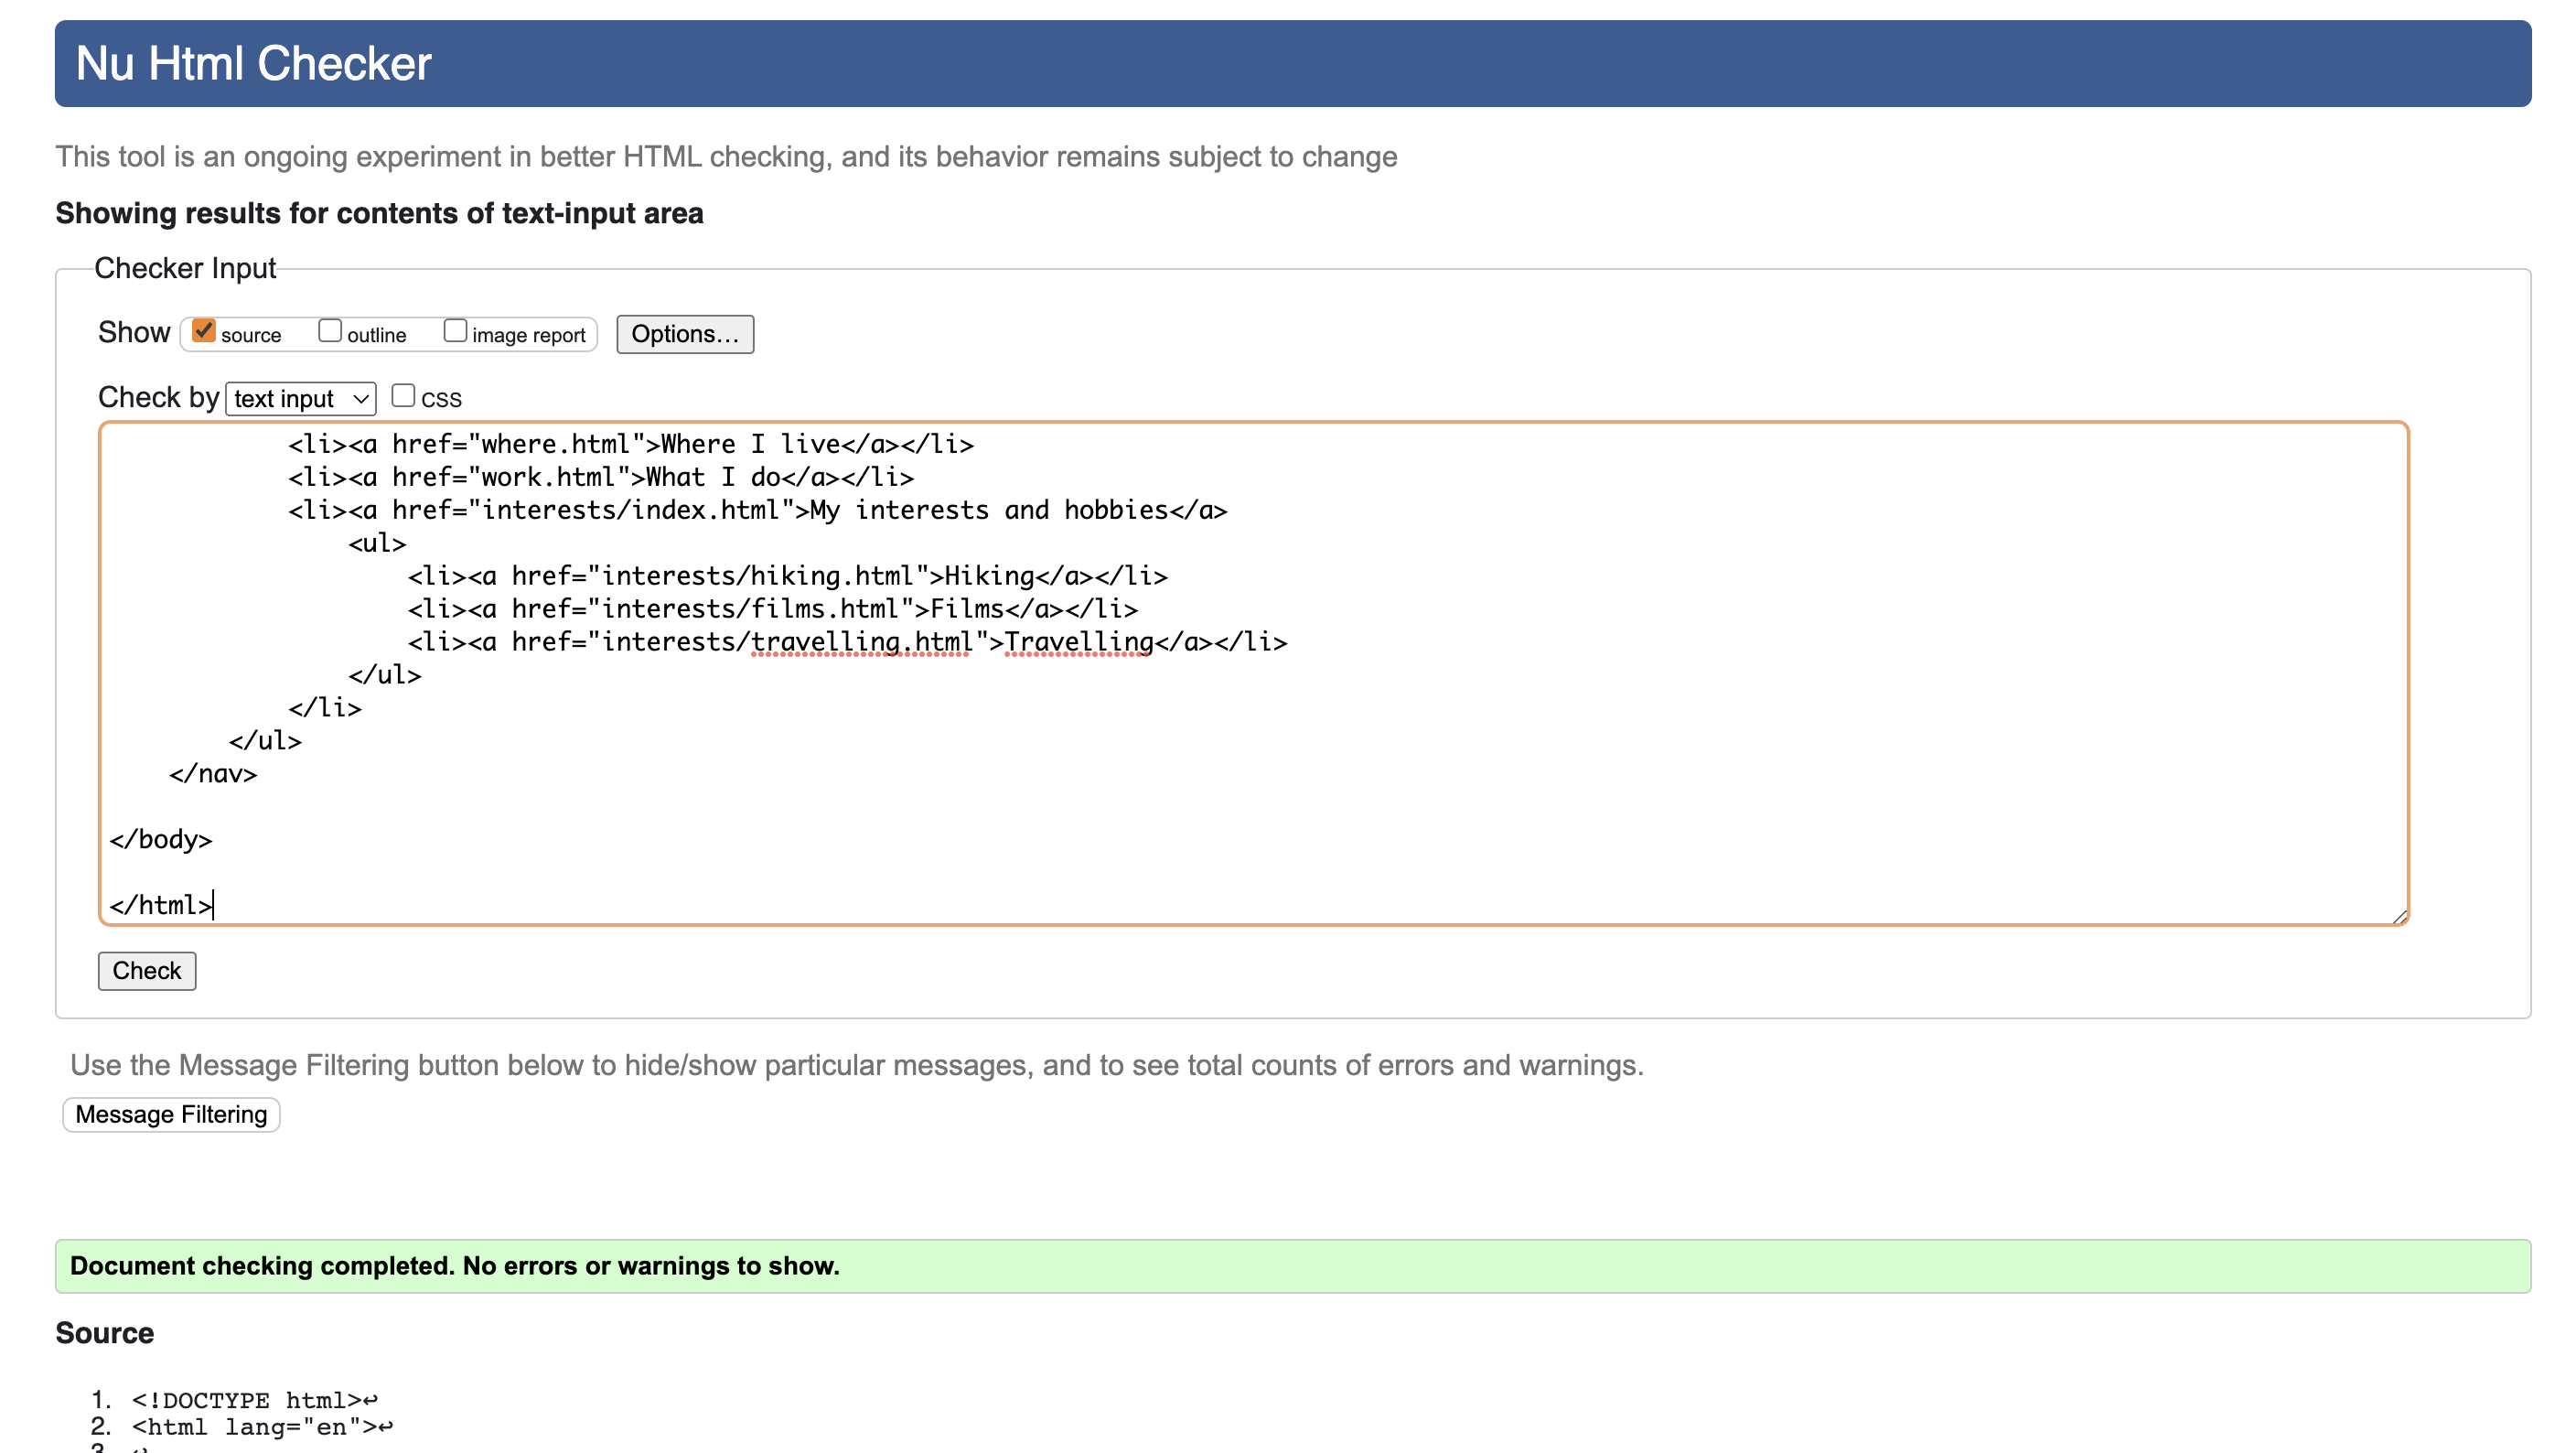 Nu Html Checker
This tool is an ongoing experiment in better HTML checking, and its behavior remains subject to change
Showing results for contents of text-input area
Checker Input
Show source outline image report Options...
Check by text input CSS
<li><a href="where.html">Where I live</a></li>
<li><a href="work.html">What I do</a></li>
<li><a href="interests/index.html">My interests and hobbies</a>
<ul>
<li><a href="interests/hiking.html">Hiking</a></li>
<li><a href="interests/films.html">Films</a></li>
<li><a href="interests/travelling.html">Travelling</a></li>
</ul>
</li>
</ul>
</nav>
</body>
</html>
Check
Use the Message Filtering button below to hide/show particular messages, and to see total counts of errors and warnings.
Message Filtering
Document checking completed. No errors or warnings to show.
Source
1. <!DOCTYPE html>↩
2. <html lang="en">↩
3. ↩